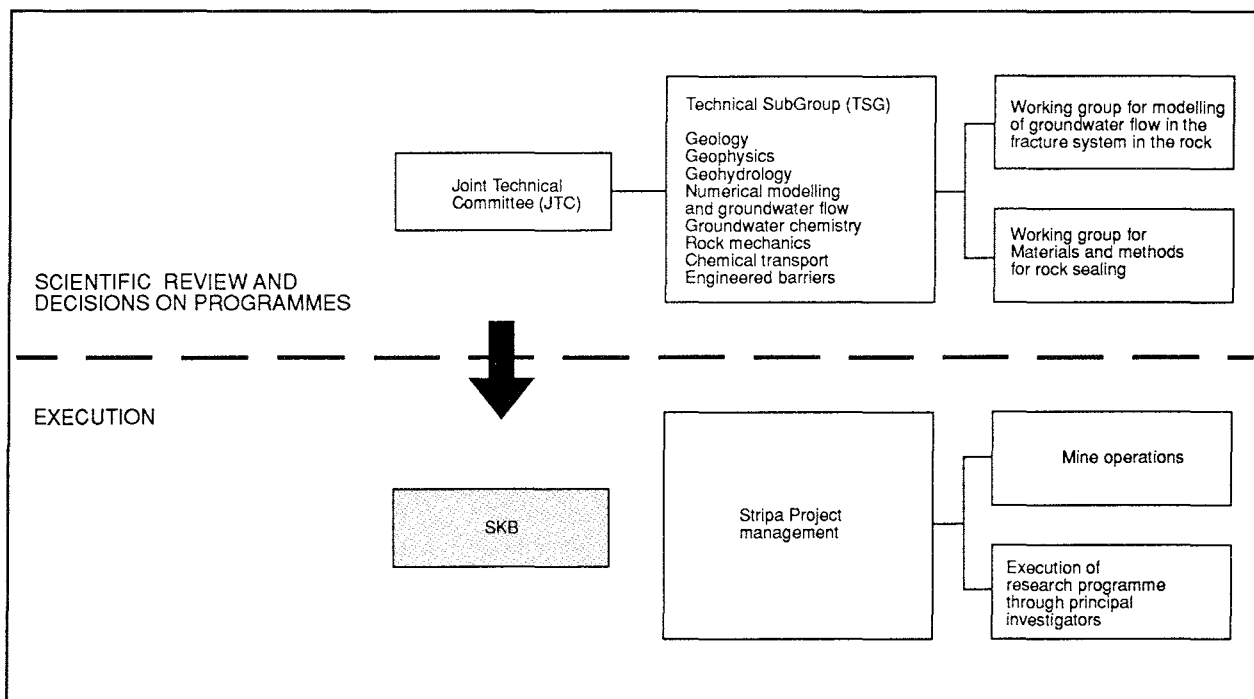 Joint Technical
Committee (JTC)
Technical SubGroup (TSG)
Geology
Geophysics
Geohydrology
Numerical modelling
and groundwater flow
Groundwater chemistry
Rock mechanics
Chemical transport
Engineered barriers
Working group for modelling
of groundwater flow in the
fracture system in the rock
Working group for
Materials and methods
for rock sealing
SCIENTIFIC REVIEW AND
DECISIONS ON PROGRAMMES
EXECUTION
SKB
Stripa Project
management
Mine operations
Execution of
research programme
through principal
investigators